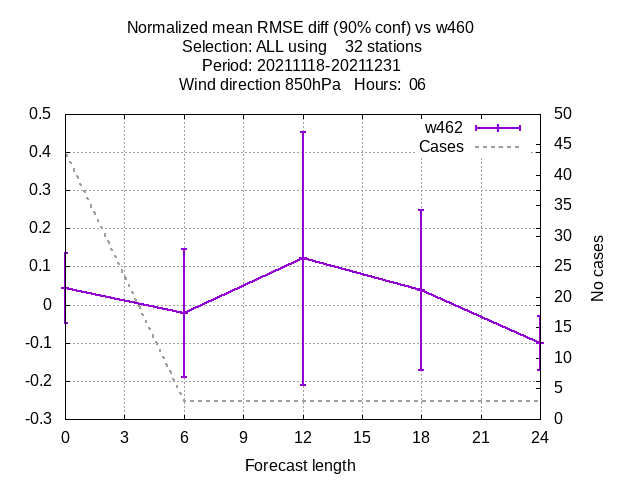 Normalized mean RMSE diff (90% conf) vs w460
Selection: ALL using    32 stations
Period: 20211118-20211231
Wind direction 850hPa   Hours:  06
w462
Cases
0.5
0.4
0.3
0.2
0.1
0
-0.1
-0.2
-0.3
50
45
40
35
30
25
20
15
10
5
0
No cases
0 3 6 9 12 15 18 21 24
Forecast length